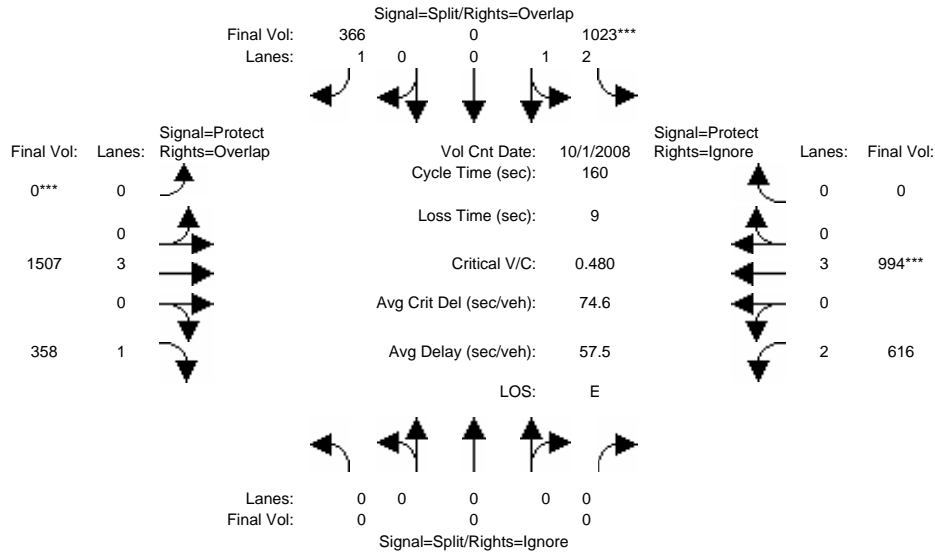 Signal=Split/Rights=Overlap
Final Vol: 366 0 1023***
Lanes: 1 0 0 1 2
Signal=Protect Signal=Protect
Final Vol: Lanes: Rights=Overlap Vol Cnt Date: 10/1/2008 Rights=Ignore Lanes: Final Vol:
Cycle Time (sec): 160
0*** 0 0 0
Loss Time (sec): 9
0 0
1507 3 Critical V/C: 0.480 3 994***
0 Avg Crit Del (sec/veh): 74.6 0
358 1 Avg Delay (sec/veh): 57.5 2 616
LOS: E
Lanes: 0 0 0 0 0
Final Vol: 0 0 0
Signal=Split/Rights=Ignore